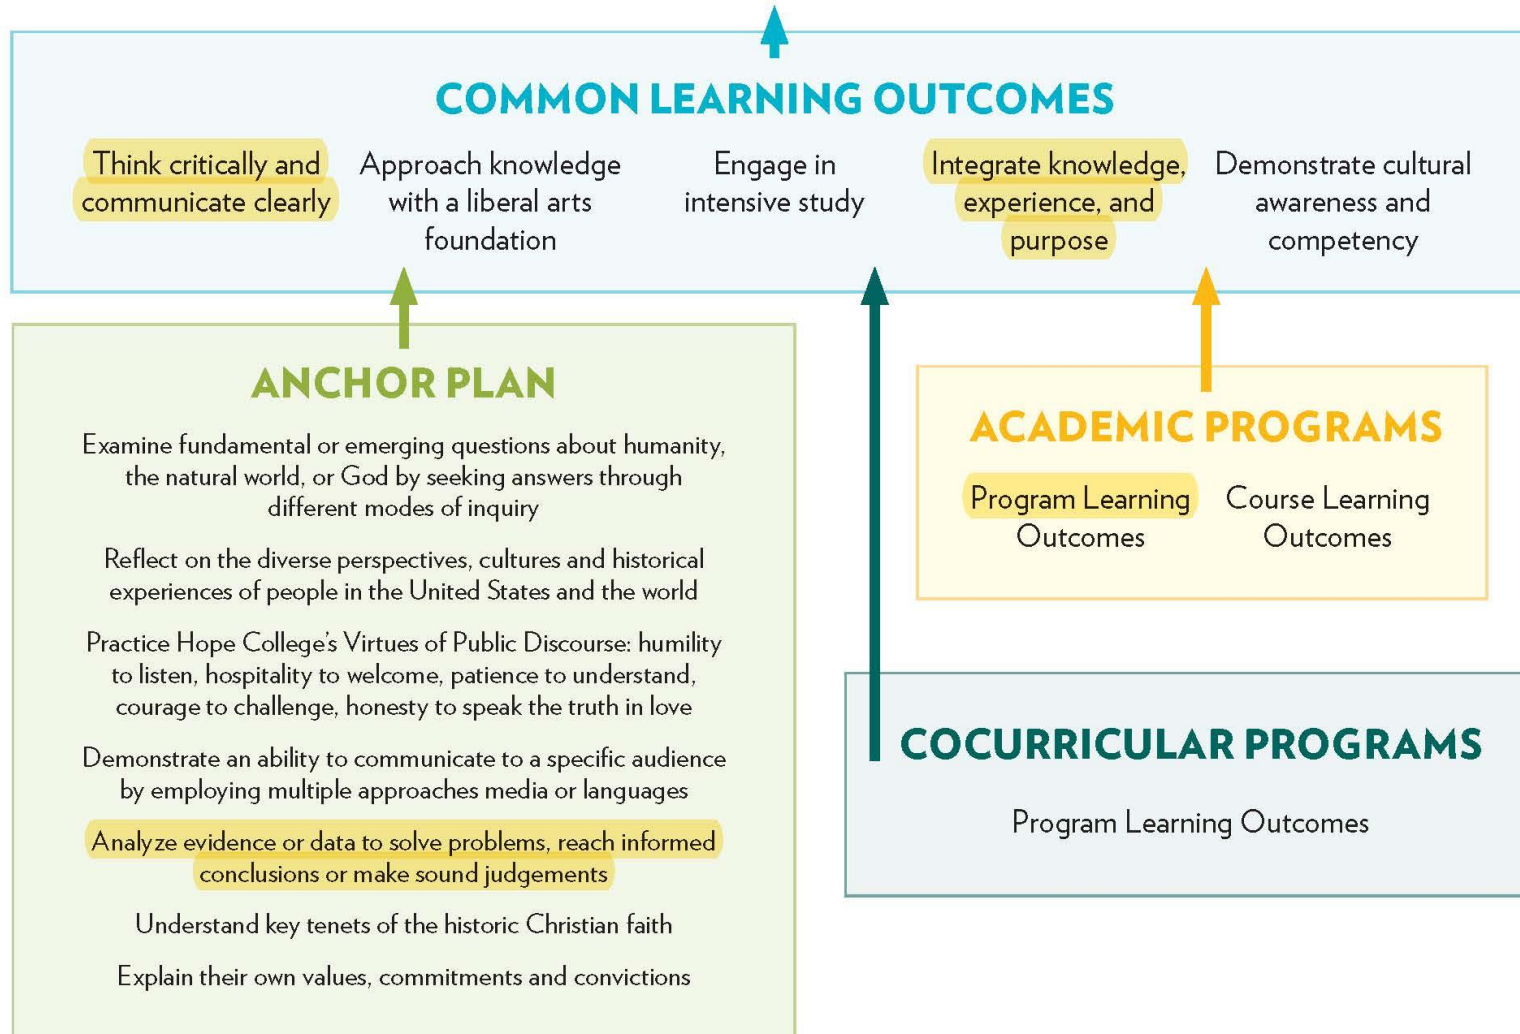 COMMON LEARNING OUTCOMES
Think critically and
communicate clearly
Approach knowledge
with a liberal arts
foundation
Engage in
intensive study
Integrate knowledge,
experience, and
purpose
Demonstrate cultural
awareness and
competency
ANCHOR PLAN
Examine fundamental or emerging questions about humanity,
the natural world, or God by seeking answers through
different modes of inquiry
Reflect on the diverse perspectives, cultures and historical
experiences of people in the United States and the world
Practice Hope College's Virtues of Public Discourse: humility
to listen, hospitality to welcome, patience to understand,
courage to challenge, honesty to speak the truth in love
Demonstrate an ability to communicate to a specific audience
by employing multiple approaches media or languages
Analyze evidence or data to solve problems, reach informed
conclusions or make sound judgements
Understand key tenets of the historic Christian faith
Explain their own values, commitments and convictions
ACADEMIC PROGRAMS
Program Learning
Outcomes
Course Learning
Outcomes
COCURRICULAR PROGRAMS
Program Learning Outcomes